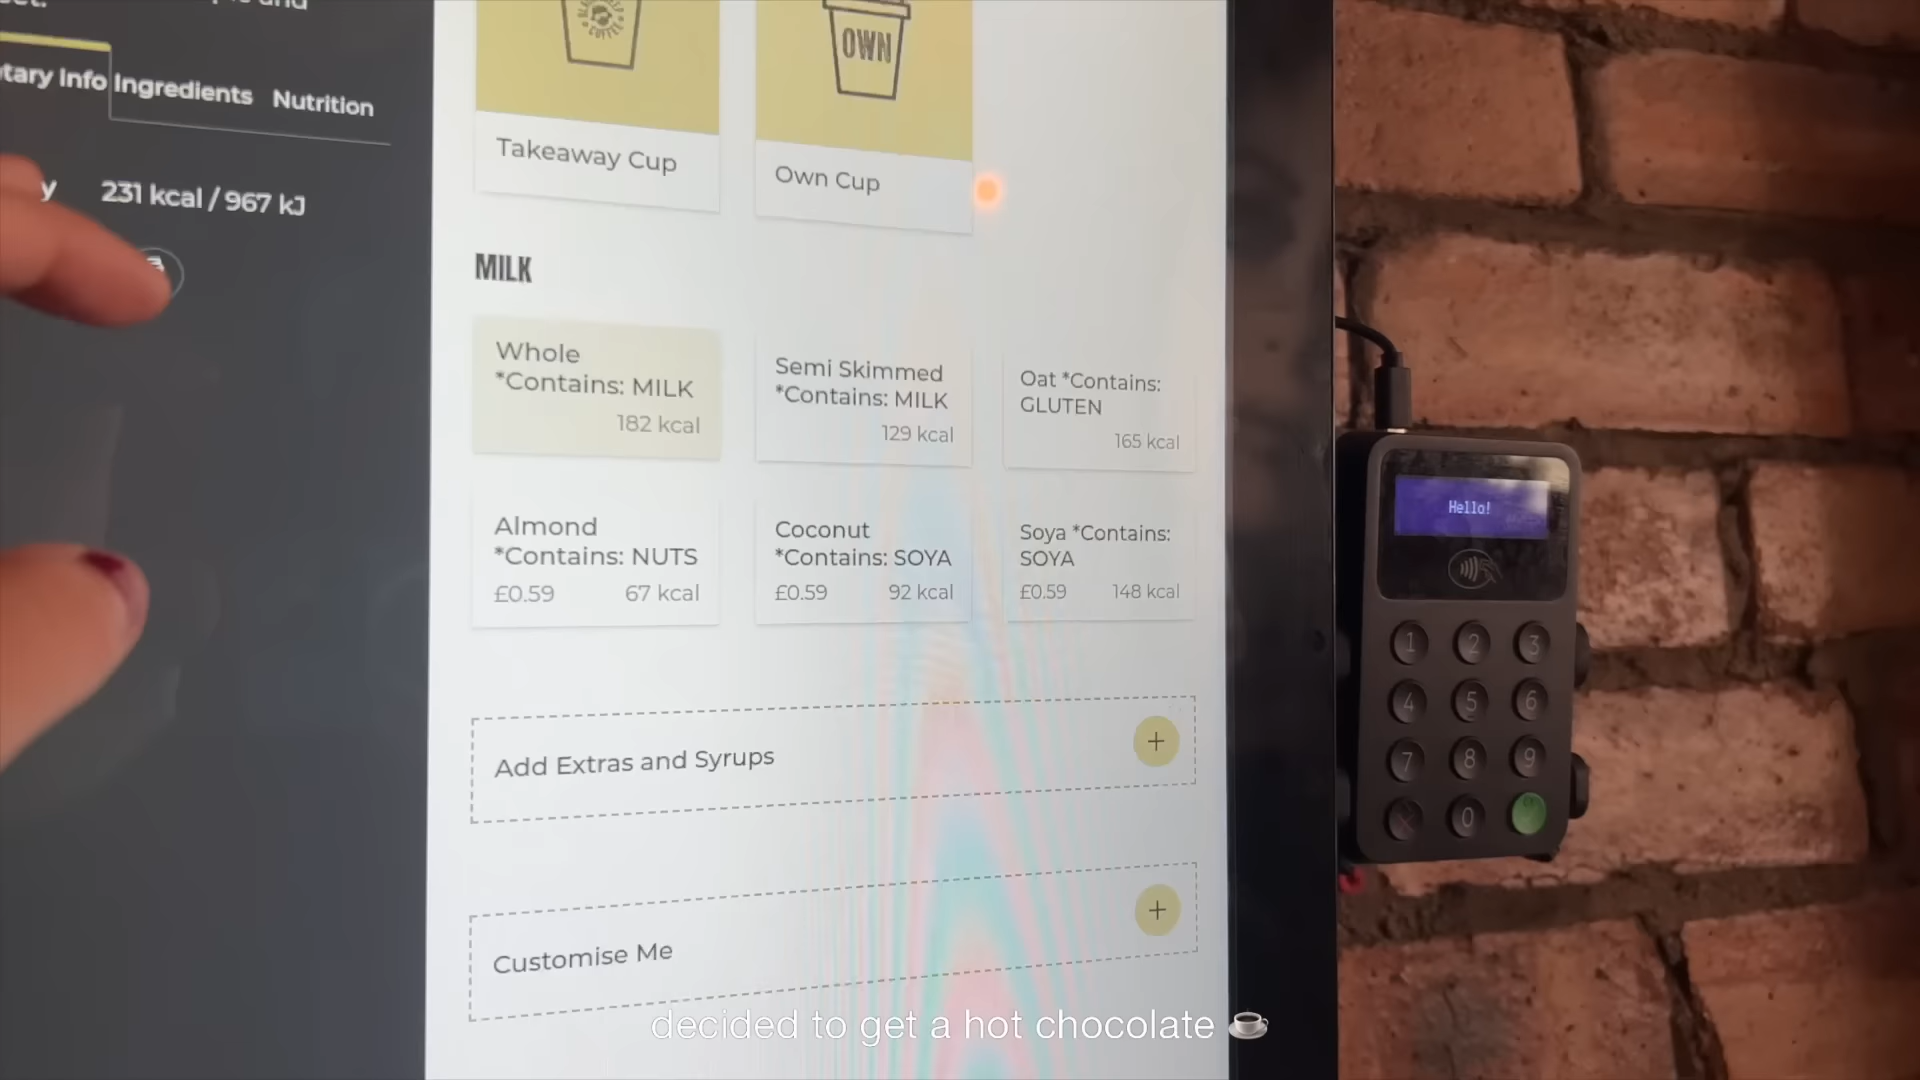 and
tary Info Ingredients Nutrition
y 231 kcal / 967 kJ
COFFEE
OWN
Takeaway Cup
Own Cup
MILK
Whole
*Contains: MILK
182 kcal
Semi Skimmed
*Contains: MILK
129 kcal
Oat *Contains:
GLUTEN
165 kcal
Almond
*Contains: NUTS
£0.59 67 kcal
Coconut
*Contains: SOYA
£0.59 92 kcal
Soya *Contains:
SOYA
£0.59 148 kcal
Add Extras and Syrups
+
Customise Me
+
Hello!
1 2 3
4 5 6
7 8 9
0
decided to get a hot chocolate ☕